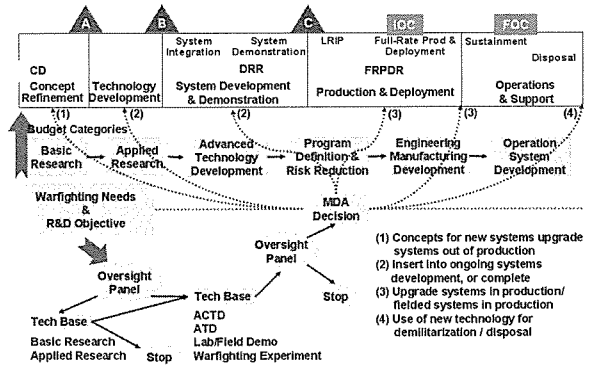 A
B
C
IOC
FOC
System Integration
System Demonstration
LRIP
Full-Rate Prod & Deployment
Sustainment
Disposal
CD
DRR
FRPDR
Concept Refinement
Technology Development
System Development & Demonstration
Production & Deployment
Operations & Support
(1)
(2)
(2)
(3)
(3)
(4)
Budget Categories
Basic Research
Applied Research
Advanced Technology Development
Program Definition & Risk Reduction
Engineering Manufacturing Development
Operation System Development
Warfighting Needs
&
R&D Objective
MDA
Decision
Oversight
Panel
Stop
Oversight
Panel
Tech Base
Basic Research
Applied Research
Stop
Tech Base
ACTD
ATD
Lab/Field Demo
Warfighting Experiment
(1) Concepts for new systems upgrade
systems out of production
(2) Insert into ongoing systems
development, or complete
(3) Upgrade systems in production/
fielded systems in production
(4) Use of new technology for
demilitarization / disposal